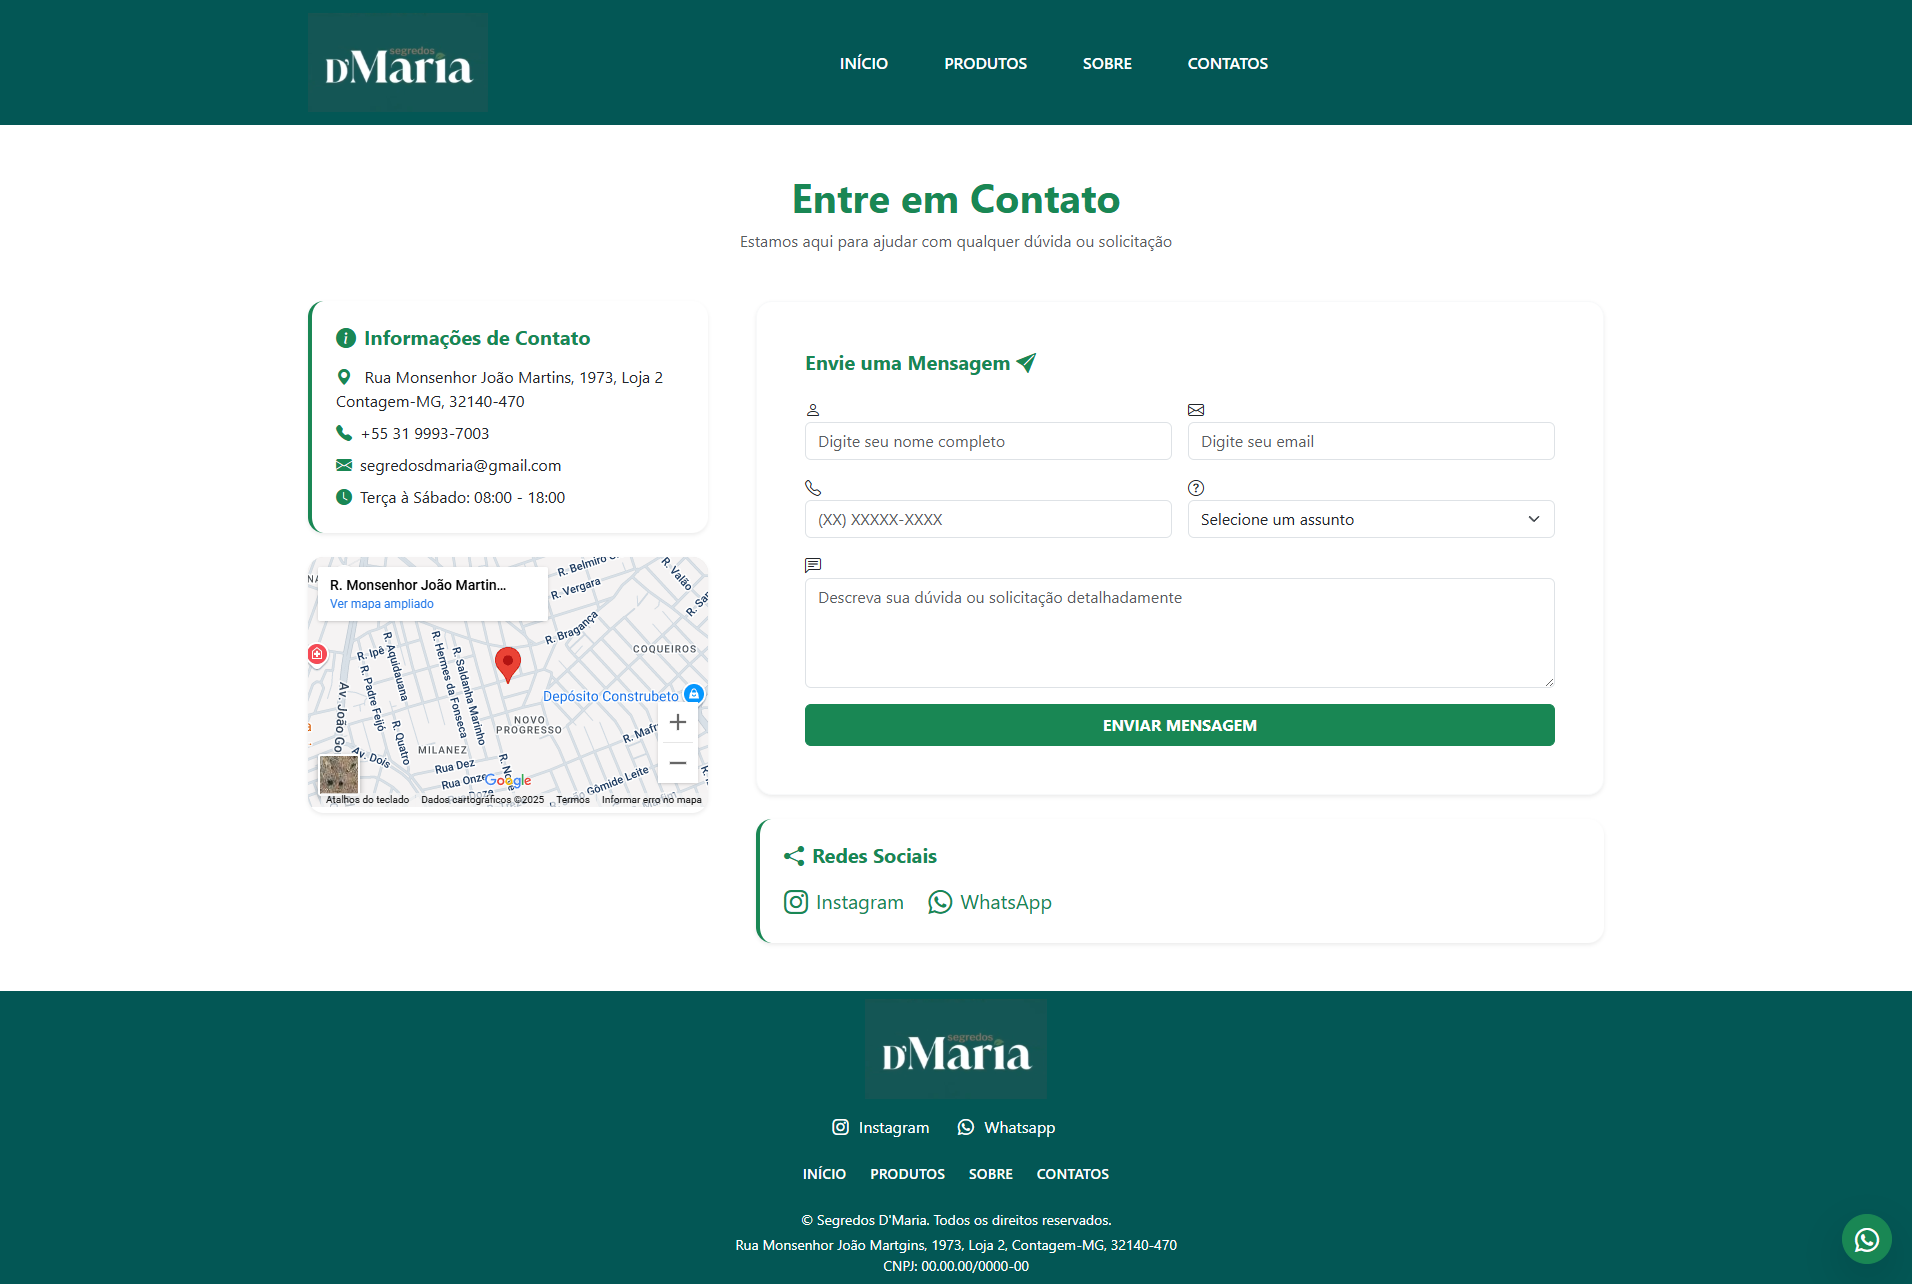 segredos
D'Maria
INÍCIO
PRODUTOS
SOBRE
CONTATOS
Entre em Contato
Estamos aqui para ajudar com qualquer dúvida ou solicitação
Informações de Contato
Rua Monsenhor João Martins, 1973, Loja 2
Contagem-MG, 32140-470
+55 31 9993-7003
segredosdmaria@gmail.com
Terça à Sábado: 08:00 - 18:00
R. Monsenhor João Martin...
Ver mapa ampliado
R. Belmiro
R. Vergara
R. Valão
R. Bragança
COQUEIROS
R. Ipê
R. Aquidauana
R. Padre Feijó
R. Hermes da Fonseca
R. Saldanha Marinho
Depósito Construbeto
NOVO
PROGRESSO
Av. João Go
R. Quatro
MILANEZ
Av. Dois
Rua Dez
Rua Onze
Gômide Leite
Google
Atalhos do teclado
Dados cartográficos ©2025
Termos
Informar erro no mapa
Envie uma Mensagem
Digite seu nome completo
Digite seu email
(XX) XXXXX-XXXX
Selecione um assunto
Descreva sua dúvida ou solicitação detalhadamente
ENVIAR MENSAGEM
Redes Sociais
Instagram
WhatsApp
segredos
D'Maria
Instagram
Whatsapp
INÍCIO
PRODUTOS
SOBRE
CONTATOS
© Segredos D'Maria. Todos os direitos reservados.
Rua Monsenhor João Martgins, 1973, Loja 2, Contagem-MG, 32140-470
CNPJ: 00.00.00/0000-00